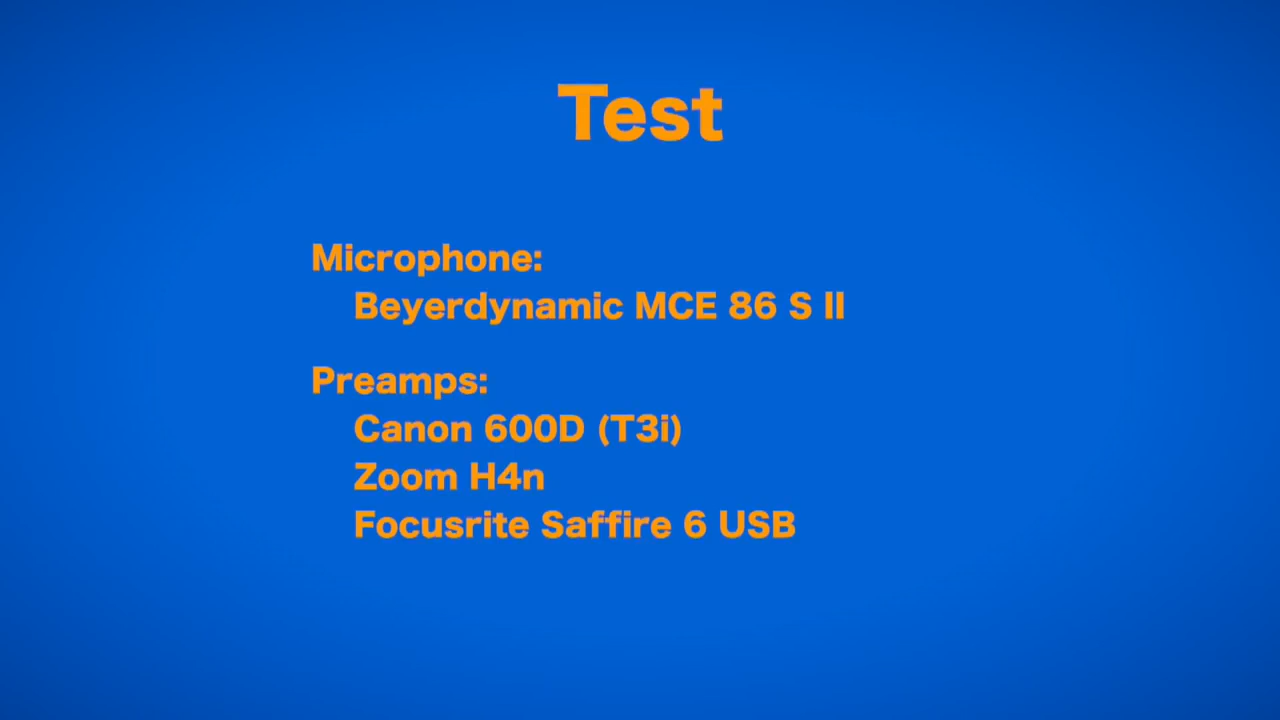 Test
Microphone:
Beyerdynamic MCE 86 S II
Preamps:
Canon 600D (T3i)
Zoom H4n
Focusrite Saffire 6 USB